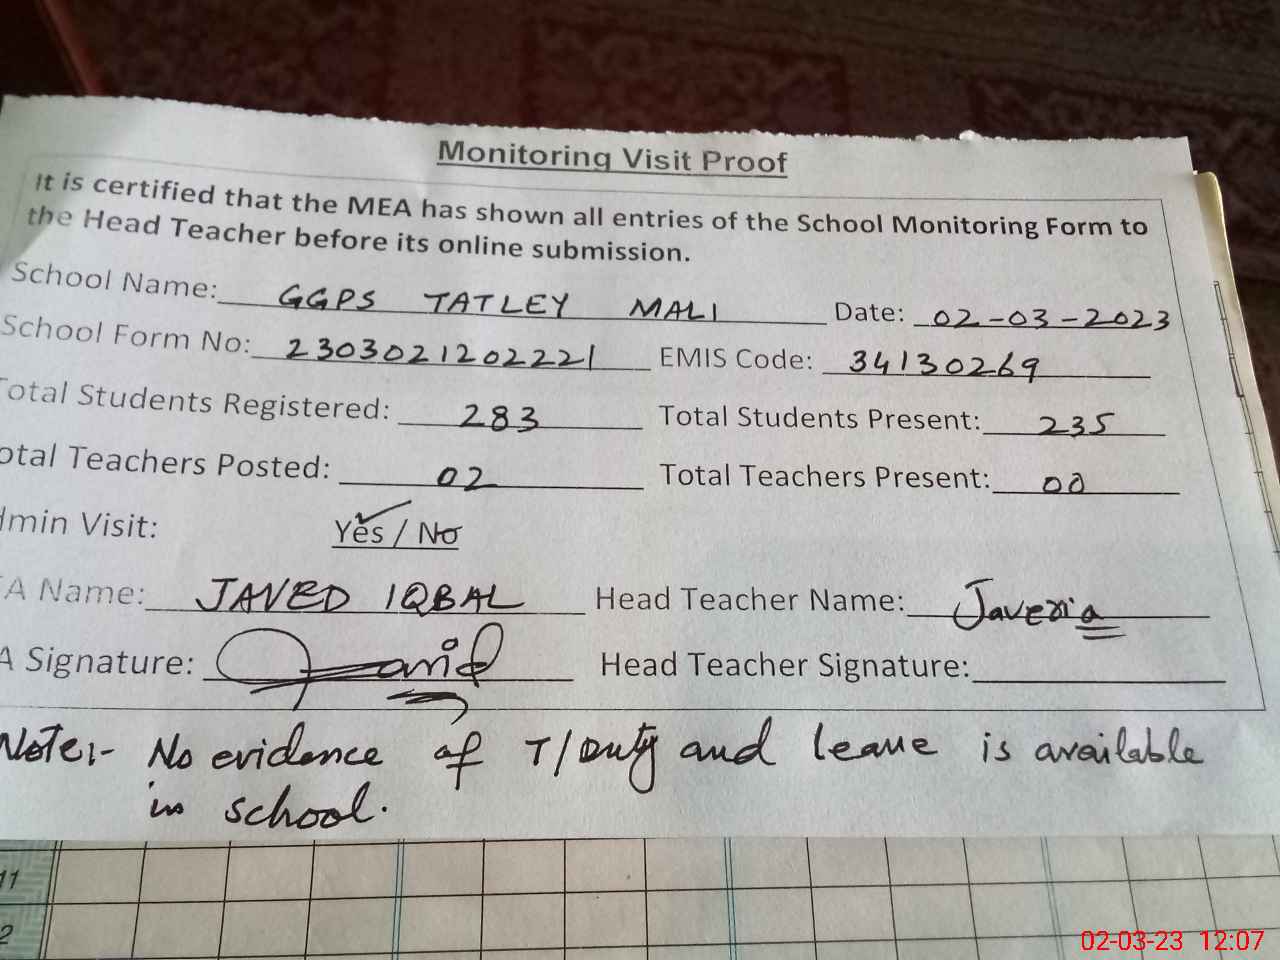 Monitoring Visit Proof
It is certified that the MEA has shown all entries of the School Monitoring Form to
the Head Teacher before its online submission.
School Name: GGPS TATLEY MALI Date: 02-03-2023
School Form No: 2303021202221 EMIS Code: 34130269
Total Students Registered: 283 Total Students Present: 235
otal Teachers Posted: 02 Total Teachers Present: 00
dmin Visit: Yes / No
A Name: JAVED IQBAL Head Teacher Name: Javeria
A Signature: Javid Head Teacher Signature:
Note:- No evidence of T/Duty and leave is available
in school.
11
2
02-03-23 12:07